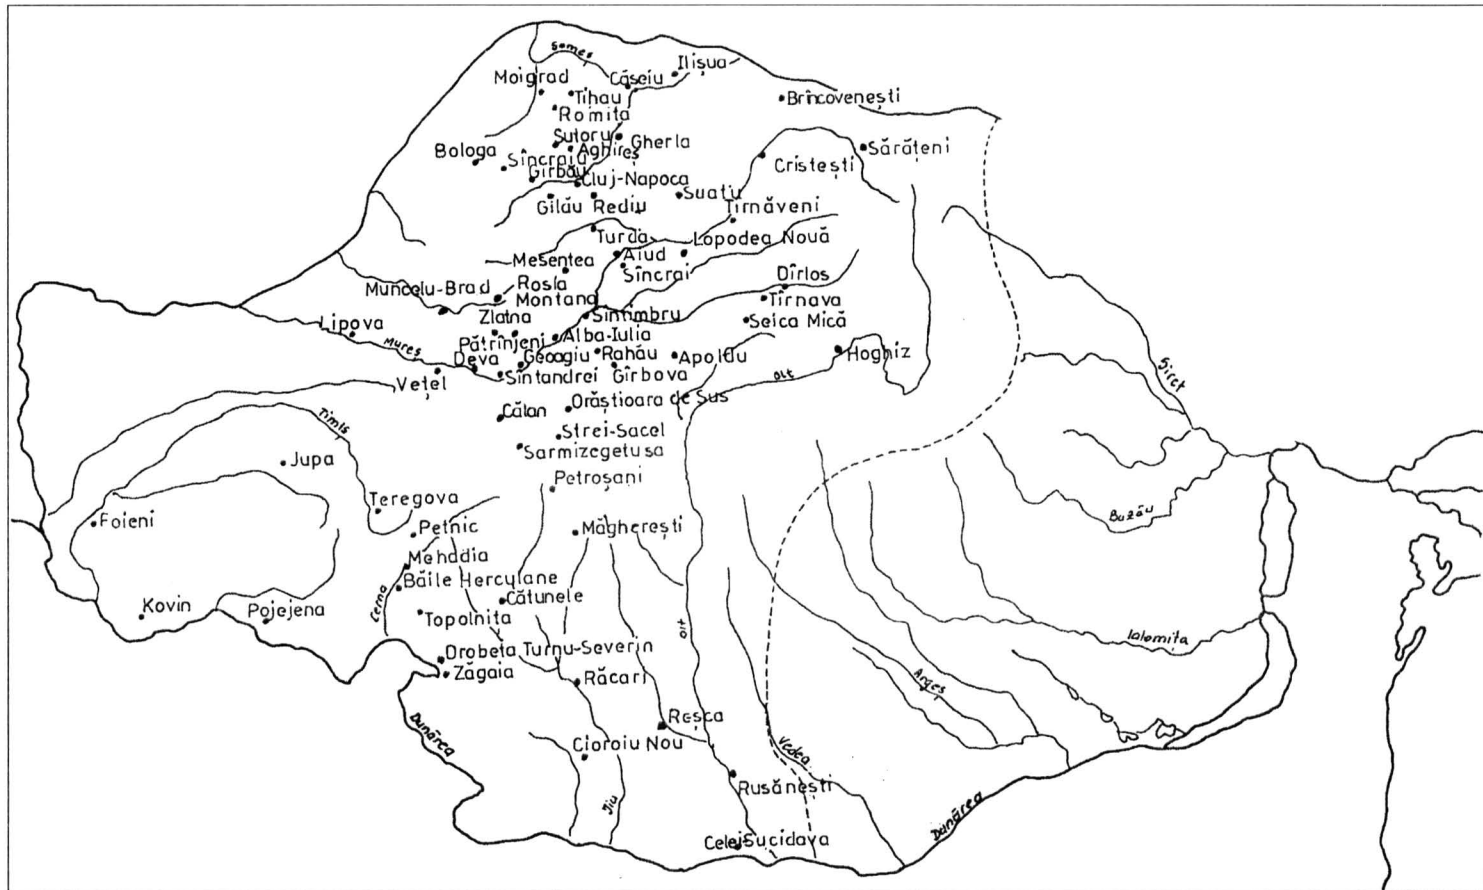 Someș
Ilișua
Moigrad
Cășeiu
Tihau
Brîncovenești
Romita
Sutoru
Gherla
Aghireș
Bologa
Sîncraiu
Sărățeni
Cristești
Gîrbău
Cluj-Napoca
Suatu
Gilău
Rediu
Tîrnăveni
Turda
Lopodea Nouă
Aiud
Mesentea
Sîncrai
Dîrlos
Roșia
Montana
Muncelu-Brad
Tîrnava
Zlatna
Sîntimbru
Seica Mică
Lipova
Pătrînjeni
Alba-Iulia
Mureș
Deva
Geoagiu
Rahău
Apoldu
Hoghiz
Olt
Siret
Vețel
Sîntandrei
Gîrbova
Orăștioara de Sus
Călan
Timiș
Strei-Sacel
Sarmizegetusa
Jupa
Petroșani
Teregova
Foieni
Petnic
Măgherești
Buzău
Mehadia
Băile Herculane
Cerna
Cătunele
Kovin
Pojejena
Topolnița
Olt
Ialomița
Drobeta Turnu-Severin
Zăgaia
Răcari
Argeș
Reșca
Dunărea
Cioroiu Nou
Vedea
Rusănești
Jiu
Dunărea
Celei-Sucidava